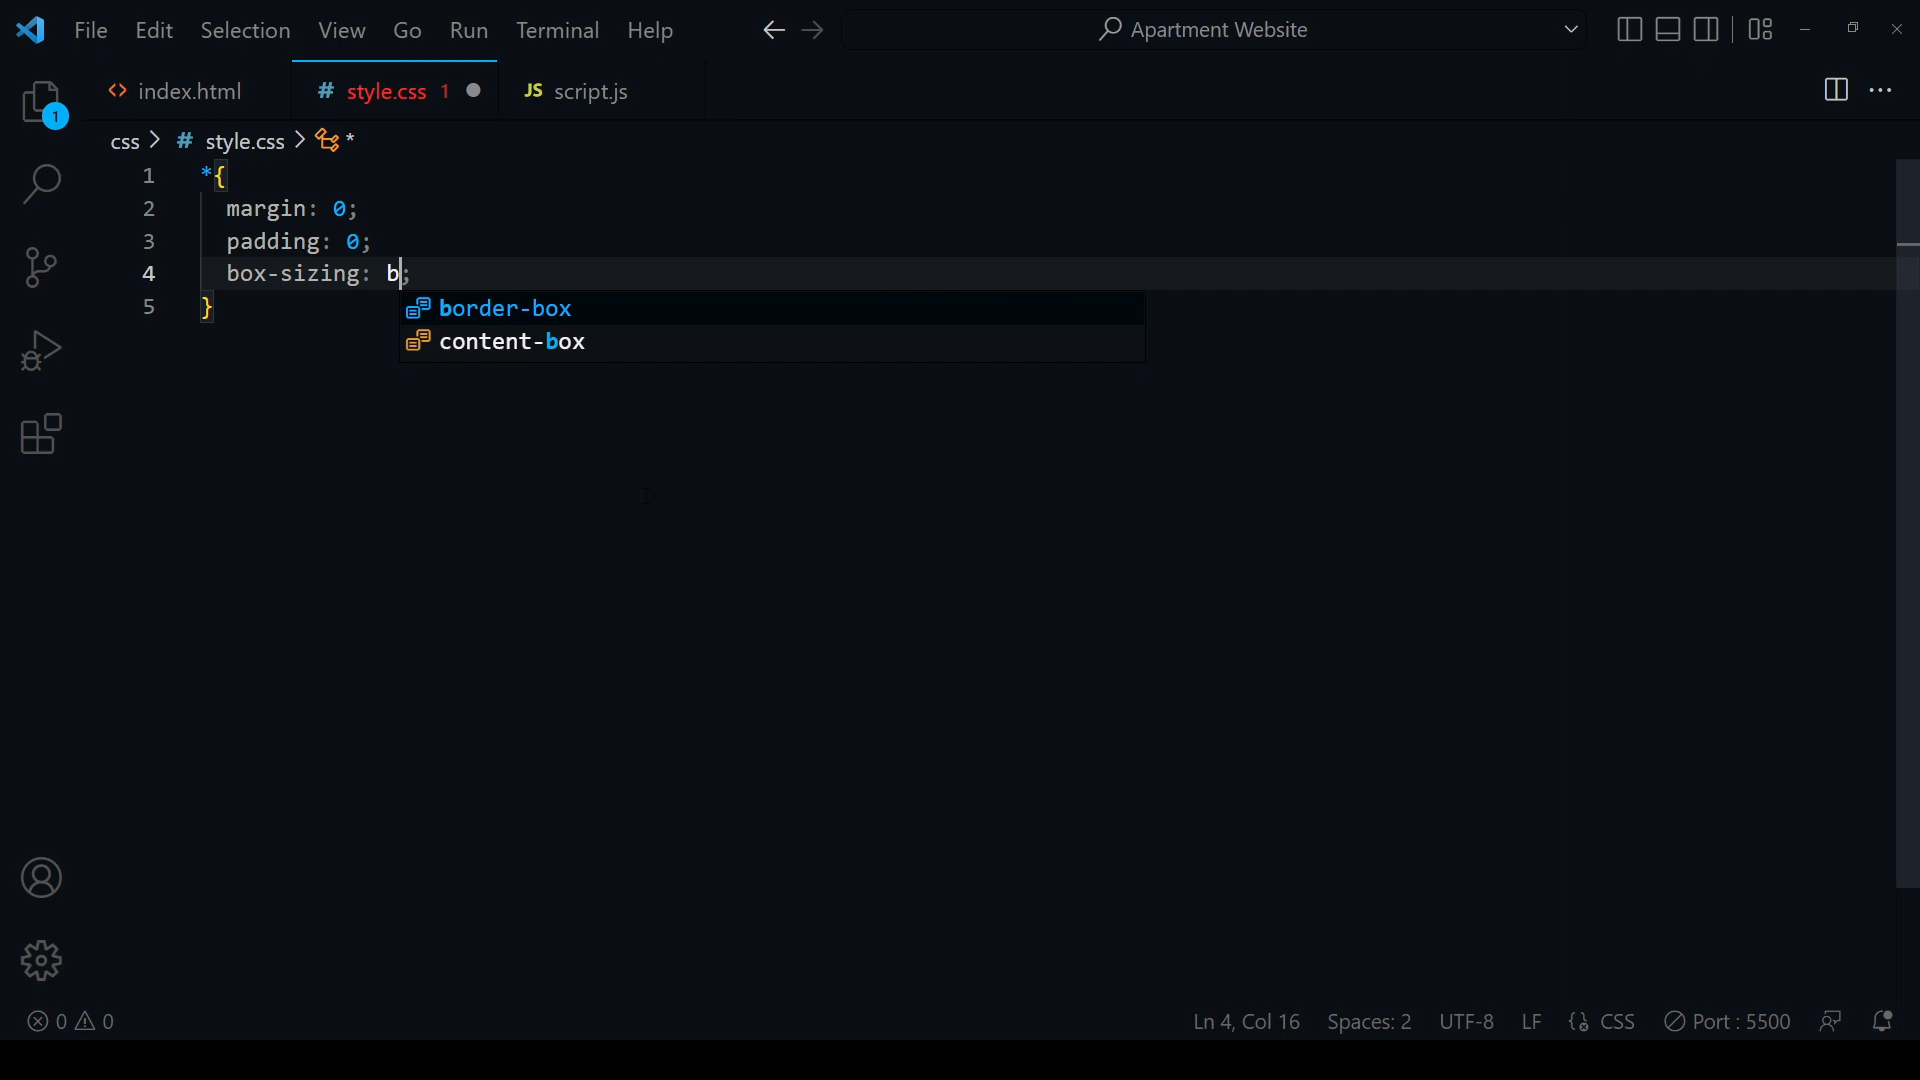 File Edit Selection View Go Run Terminal Help Apartment Website
1
<> index.html # style.css 1 JS script.js
css > # style.css > *
1 *{
2 margin: 0;
3 padding: 0;
4 box-sizing: b;
5 }
border-box
content-box
0 0 Ln 4, Col 16 Spaces: 2 UTF-8 LF {} CSS Port : 5500